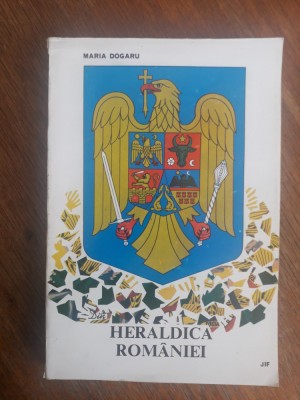 MARIA DOGARU
HERALDICA
ROMÂNIEI
JIF